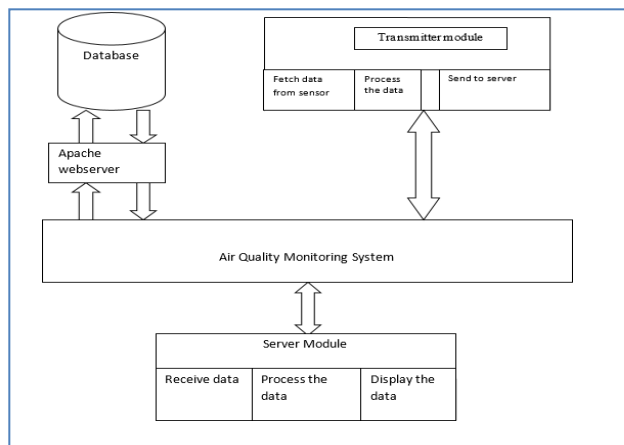 Database
Transmitter module
Fetch data
from sensor
Process
the data
Send to server
Apache
webserver
Air Quality Monitoring System
Server Module
Receive data
Process the
data
Display the
data